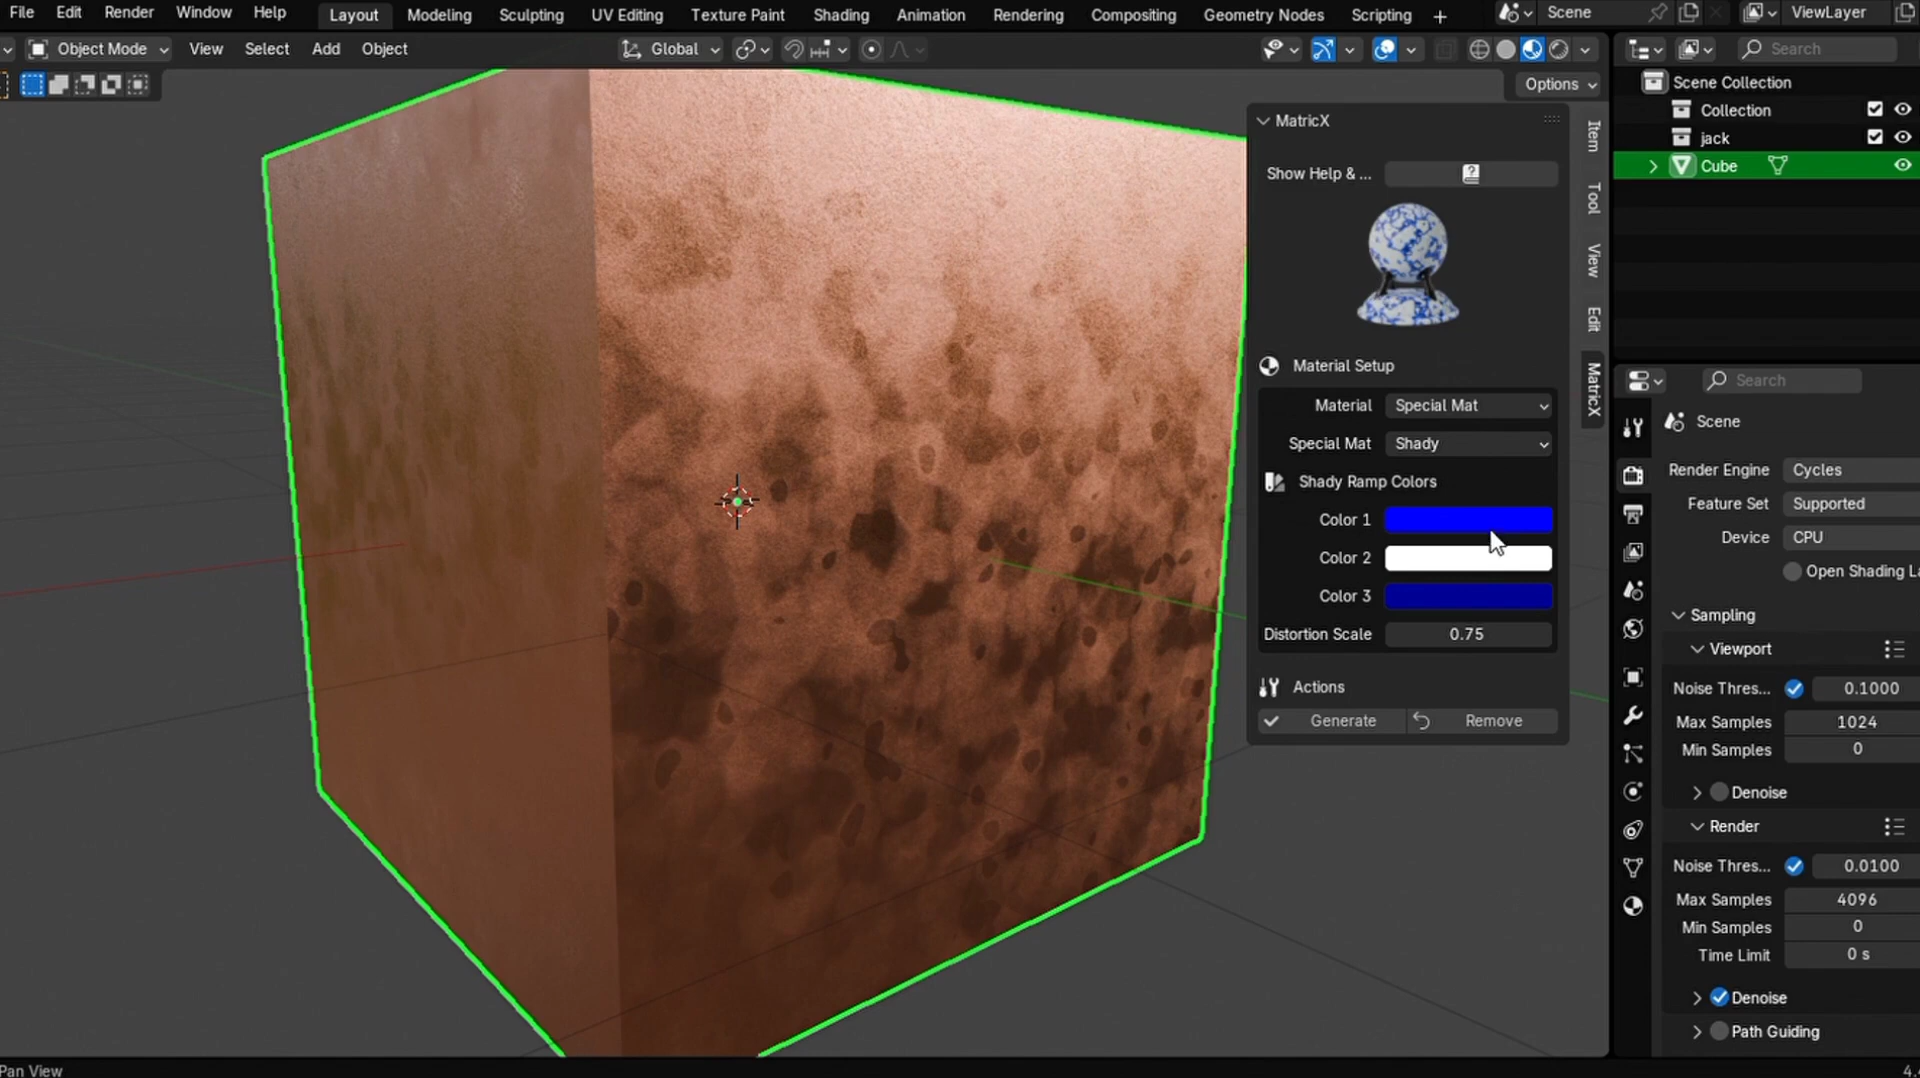 File Edit Render Window Help Layout Modeling Sculpting UV Editing Texture Paint Shading Animation Rendering Compositing Geometry Nodes Scripting + Scene ViewLayer
Object Mode View Select Add Object Global Search
Options
Scene Collection
Collection
jack
Cube
MatricX
Show Help & ...
Item
Tool
View
Edit
MatricX
Material Setup
Material Special Mat
Special Mat Shady
Shady Ramp Colors
Color 1
Color 2
Color 3
Distortion Scale 0.75
Actions
Generate Remove
Search
Scene
Render Engine Cycles
Feature Set Supported
Device CPU
Open Shading La
Sampling
Viewport
Noise Thres... 0.1000
Max Samples 1024
Min Samples 0
Denoise
Render
Noise Thres... 0.0100
Max Samples 4096
Min Samples 0
Time Limit 0 s
Denoise
Path Guiding
Pan View 4.